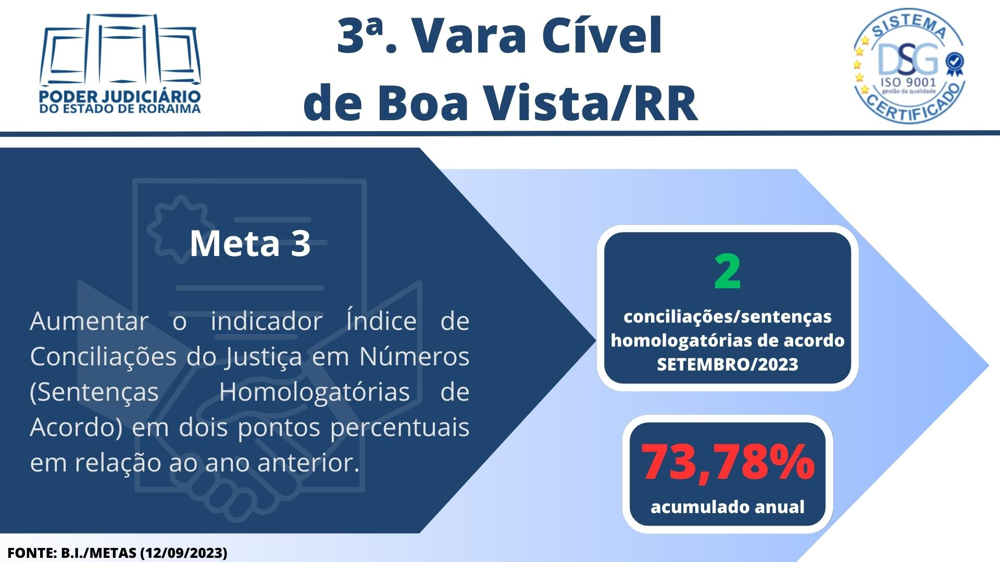 PODER JUDICIÁRIO
DO ESTADO DE RORAIMA
3ª. Vara Cível
de Boa Vista/RR
SISTEMA
DSG
ISO 9001
gestão da qualidade
CERTIFICADO
Meta 3
Aumentar o indicador Índice de
Conciliações do Justiça em Números
(Sentenças Homologatórias de
Acordo) em dois pontos percentuais
em relação ao ano anterior.
2
conciliações/sentenças
homologatórias de acordo
SETEMBRO/2023
73,78%
acumulado anual
FONTE: B.I./METAS (12/09/2023)